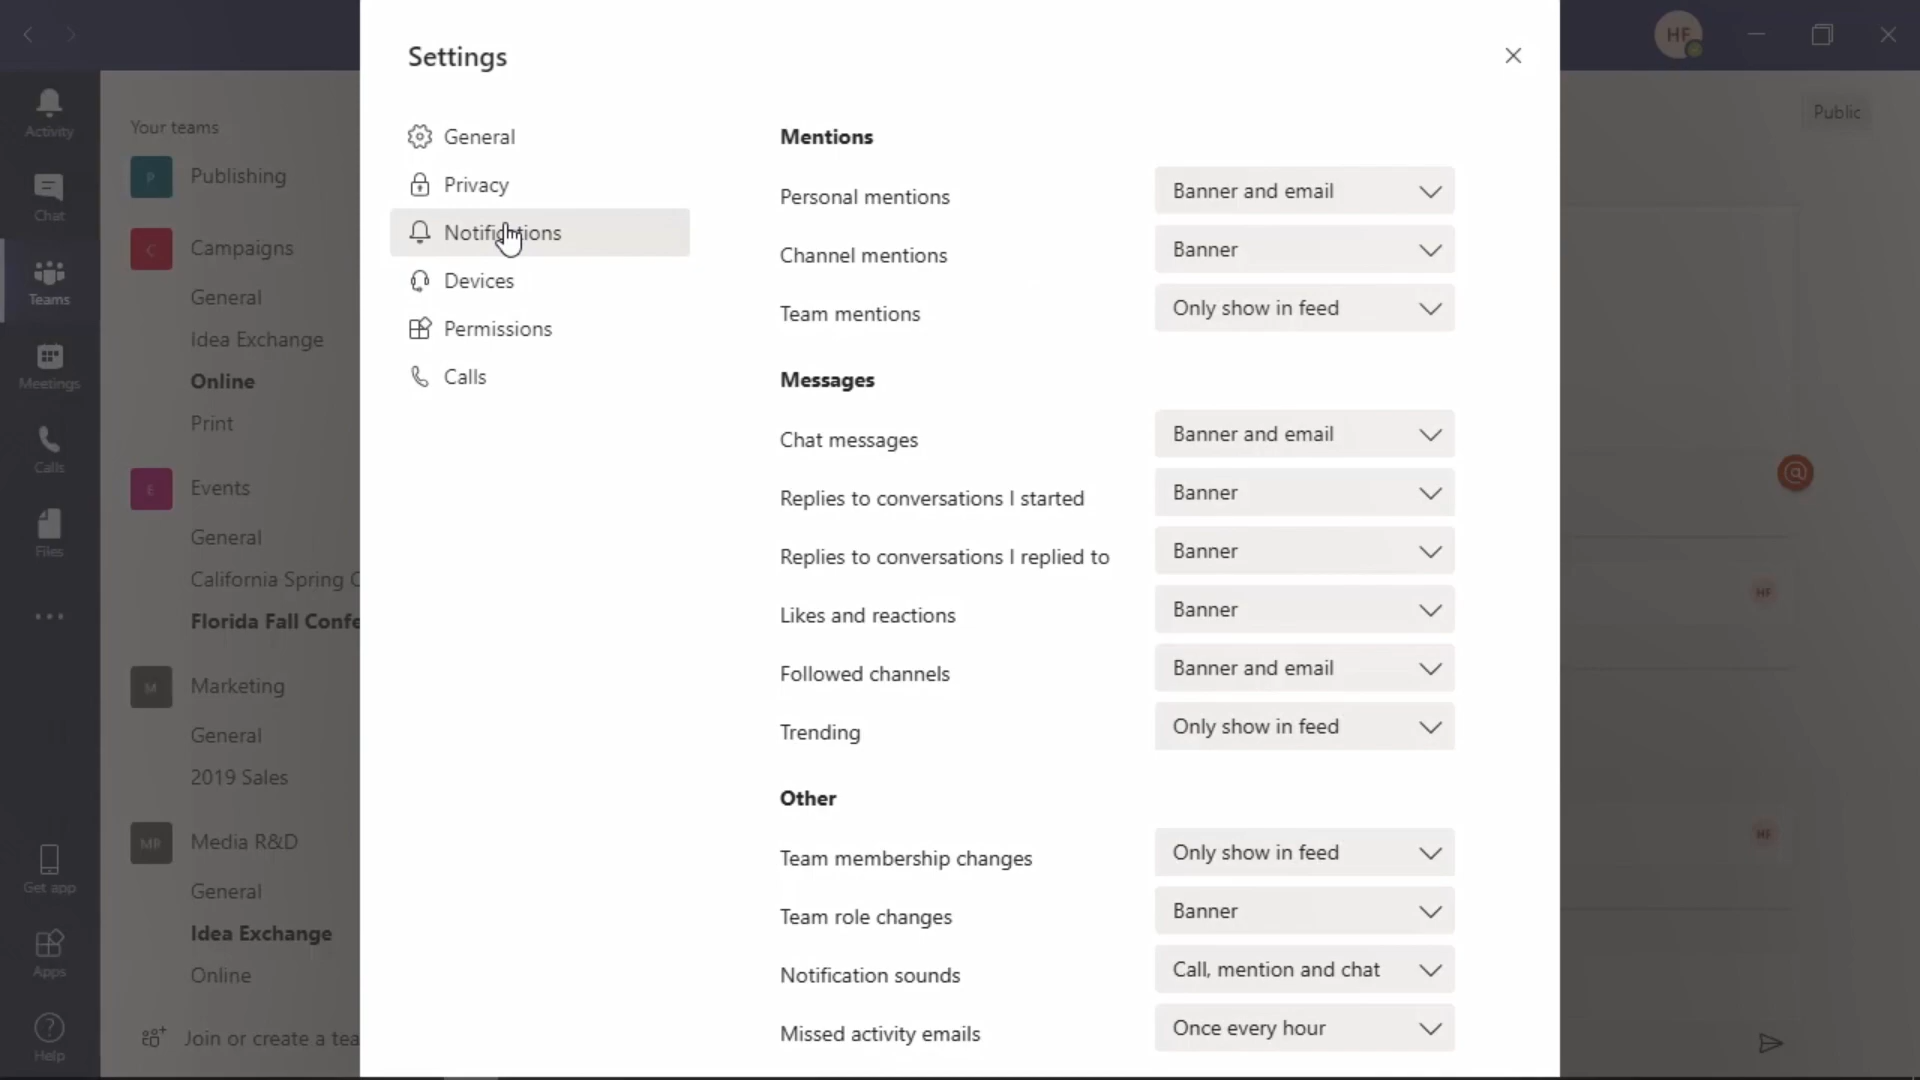 HF
Activity
Chat
Teams
Meetings
Calls
Files
Get app
Apps
Help
Your teams
P
Publishing
C
Campaigns
General
Idea Exchange
Online
Print
E
Events
General
California Spring C
Florida Fall Confe
M
Marketing
General
2019 Sales
MR
Media R&D
General
Idea Exchange
Online
Join or create a tea
Settings
General
Privacy
Notifications
Devices
Permissions
Calls
Mentions
Personal mentions
Banner and email
Channel mentions
Banner
Team mentions
Only show in feed
Messages
Chat messages
Banner and email
Replies to conversations I started
Banner
Replies to conversations I replied to
Banner
Likes and reactions
Banner
Followed channels
Banner and email
Trending
Only show in feed
Other
Team membership changes
Only show in feed
Team role changes
Banner
Notification sounds
Call, mention and chat
Missed activity emails
Once every hour
Public
@
HF
HF